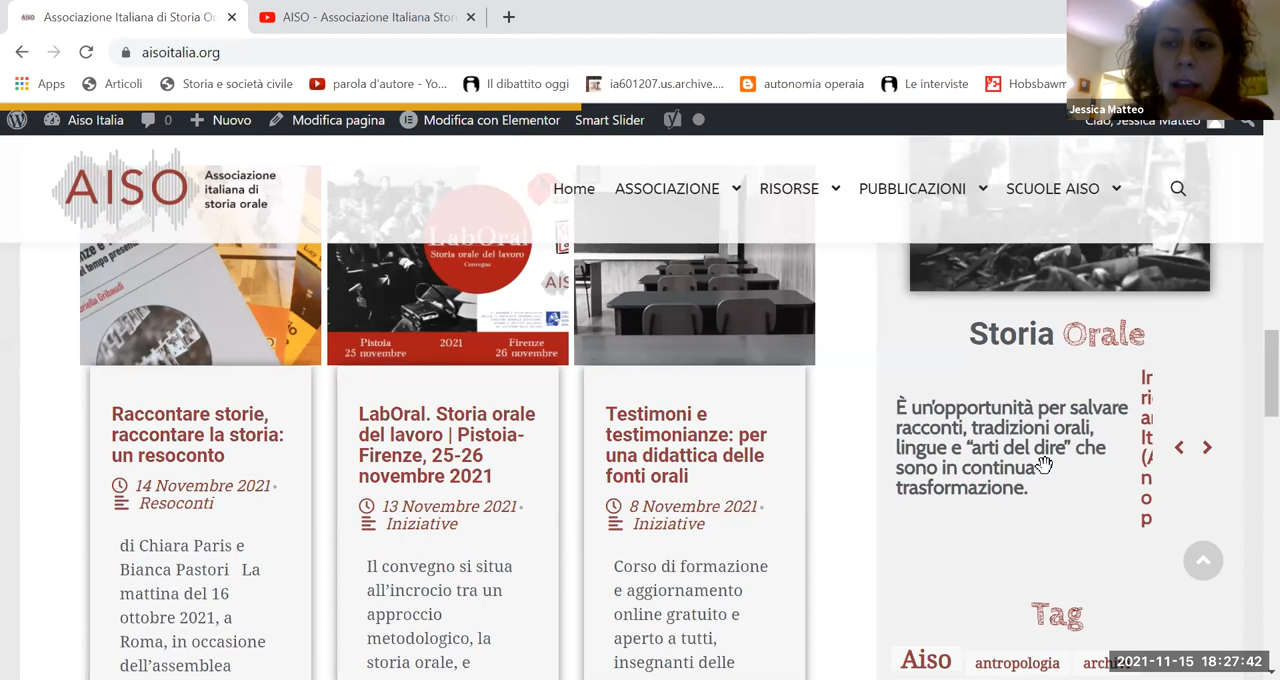 Associazione Italiana di Storia Or
AISO - Associazione Italiana Stor
aisoitalia.org
Apps
Articoli
Storia e società civile
parola d'autore - Yo...
Il dibattito oggi
ia601207.us.archive....
autonomia operaia
Le interviste
Hobsbawm
Jessica Matteo
Aiso Italia
0
Nuovo
Modifica pagina
Modifica con Elementor
Smart Slider
Ciao, Jessica Matteo
AISO
Associazione
italiana di
storia orale
Home
ASSOCIAZIONE
RISORSE
PUBBLICAZIONI
SCUOLE AISO
LabOral
Storia orale del lavoro
Convegno
Pistoia
25 novembre
2021
Firenze
26 novembre
Raccontare storie,
raccontare la storia:
un resoconto
14 Novembre 2021
Resoconti
di Chiara Paris e
Bianca Pastori La
mattina del 16
ottobre 2021, a
Roma, in occasione
dell'assemblea
LabOral. Storia orale
del lavoro | Pistoia-
Firenze, 25-26
novembre 2021
13 Novembre 2021
Iniziative
Il convegno si situa
all'incrocio tra un
approccio
metodologico, la
storia orale, e
Testimoni e
testimonianze: per
una didattica delle
fonti orali
8 Novembre 2021
Iniziative
Corso di formazione
e aggiornamento
online gratuito e
aperto a tutti,
insegnanti delle
Storia Orale
È un'opportunità per salvare
racconti, tradizioni orali,
lingue e "arti del dire" che
sono in continua
trasformazione.
Tag
Aiso
antropologia
2021-11-15 18:27:42